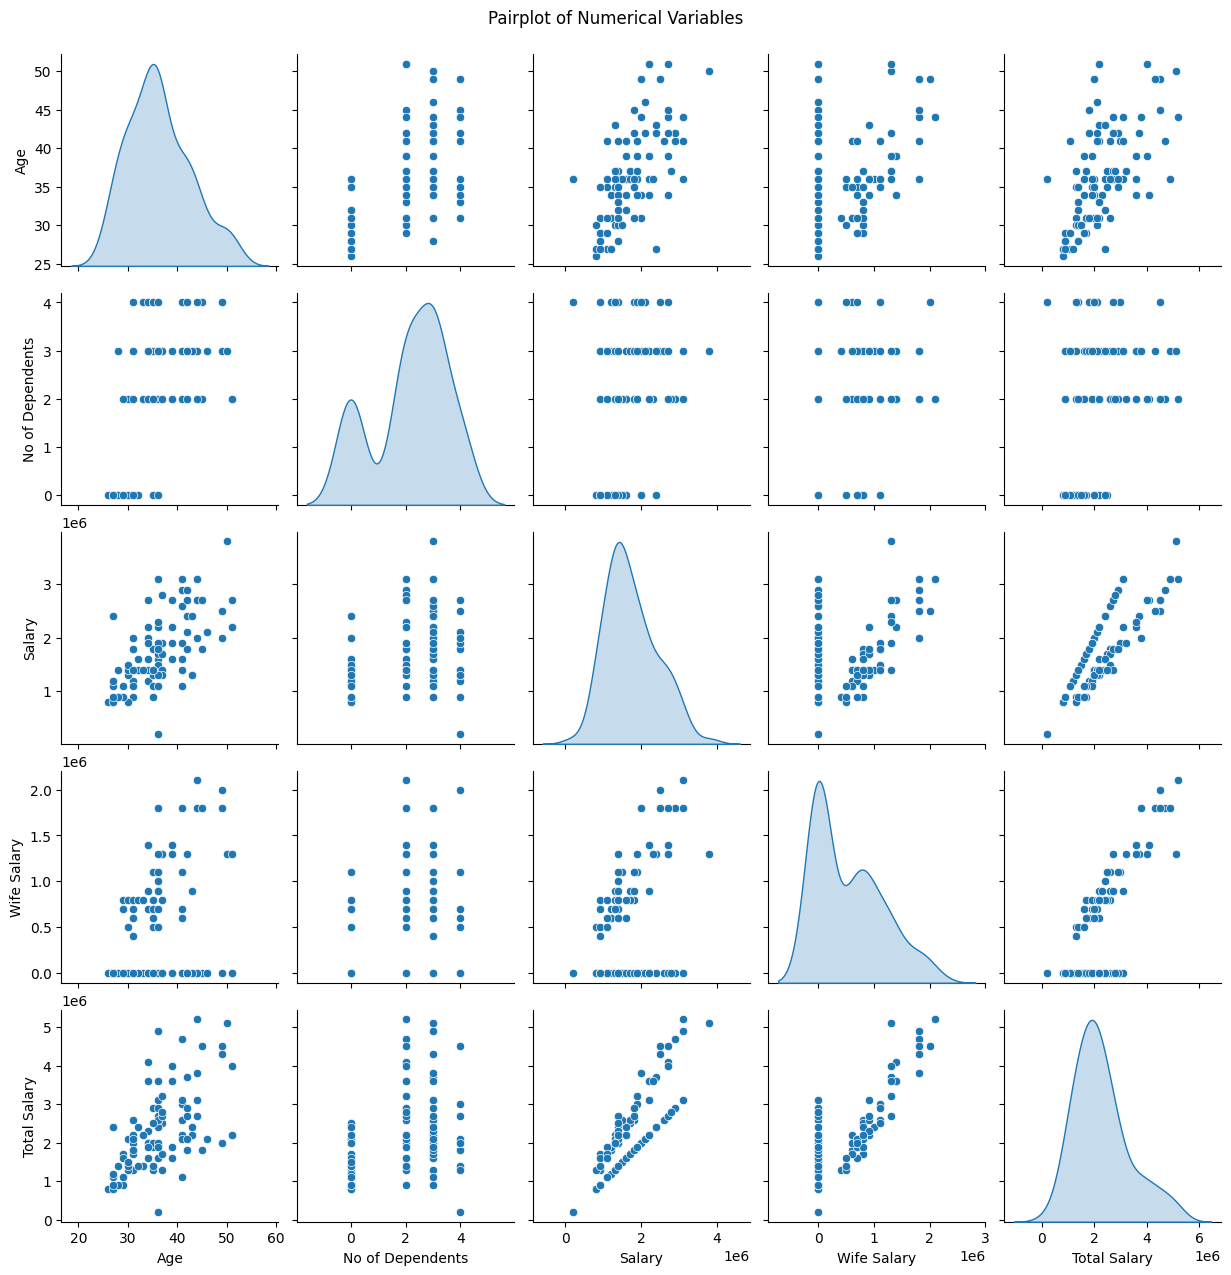 Pairplot of Numerical Variables
50
45
40
35
30
25
Age
4
3
2
1
0
No of Dependents
1e6
3
2
1
Salary
1e6
2.0
1.5
1.0
0.5
0.0
Wife Salary
1e6
5
4
3
2
1
0
Total Salary
20 30 40 50 60
Age
0 2 4
No of Dependents
0 2 4
1e6
Salary
0 1 2 3
1e6
Wife Salary
0 2 4 6
1e6
Total Salary